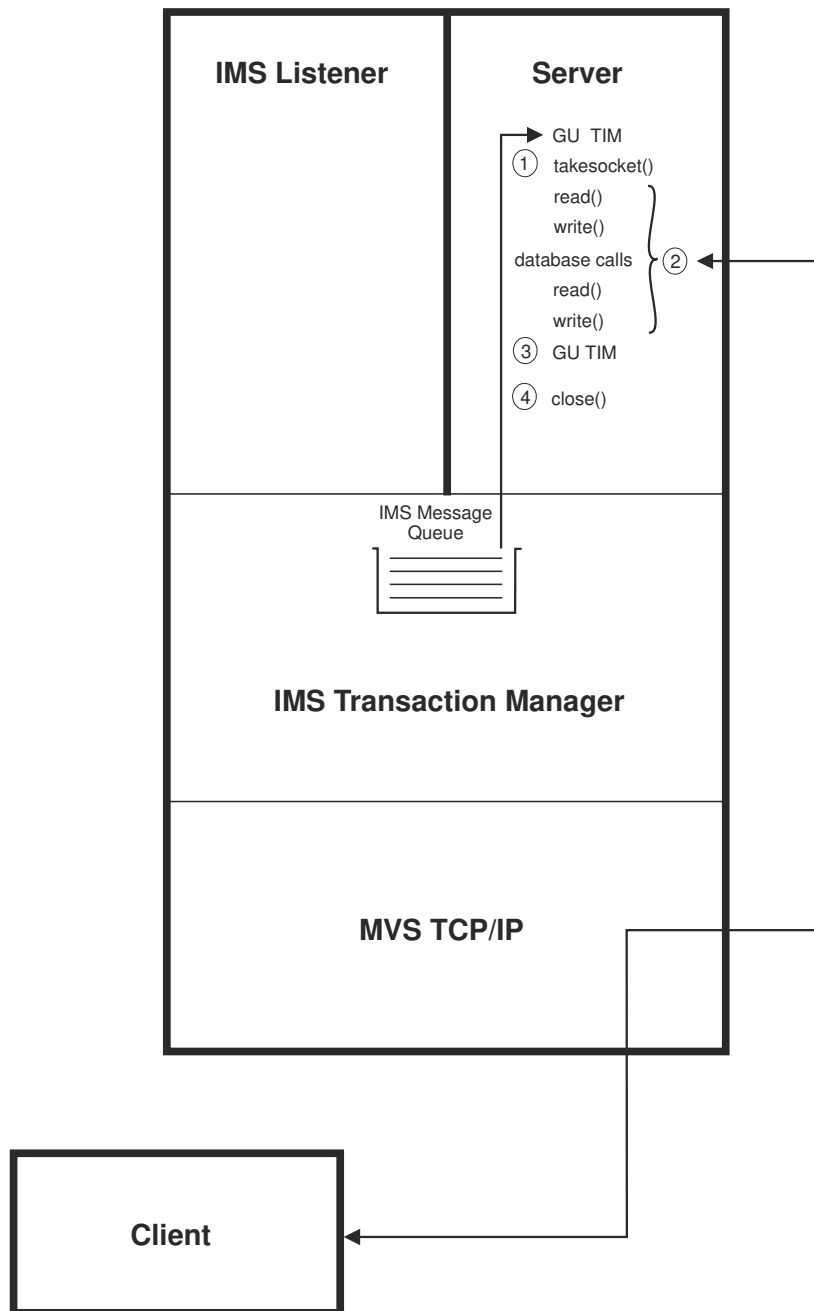 IMS Listener
Server
GU TIM
1 takesocket()
read()
write()
database calls 2
read()
write()
3 GU TIM
4 close()
IMS Message
Queue
IMS Transaction Manager
MVS TCP/IP
Client